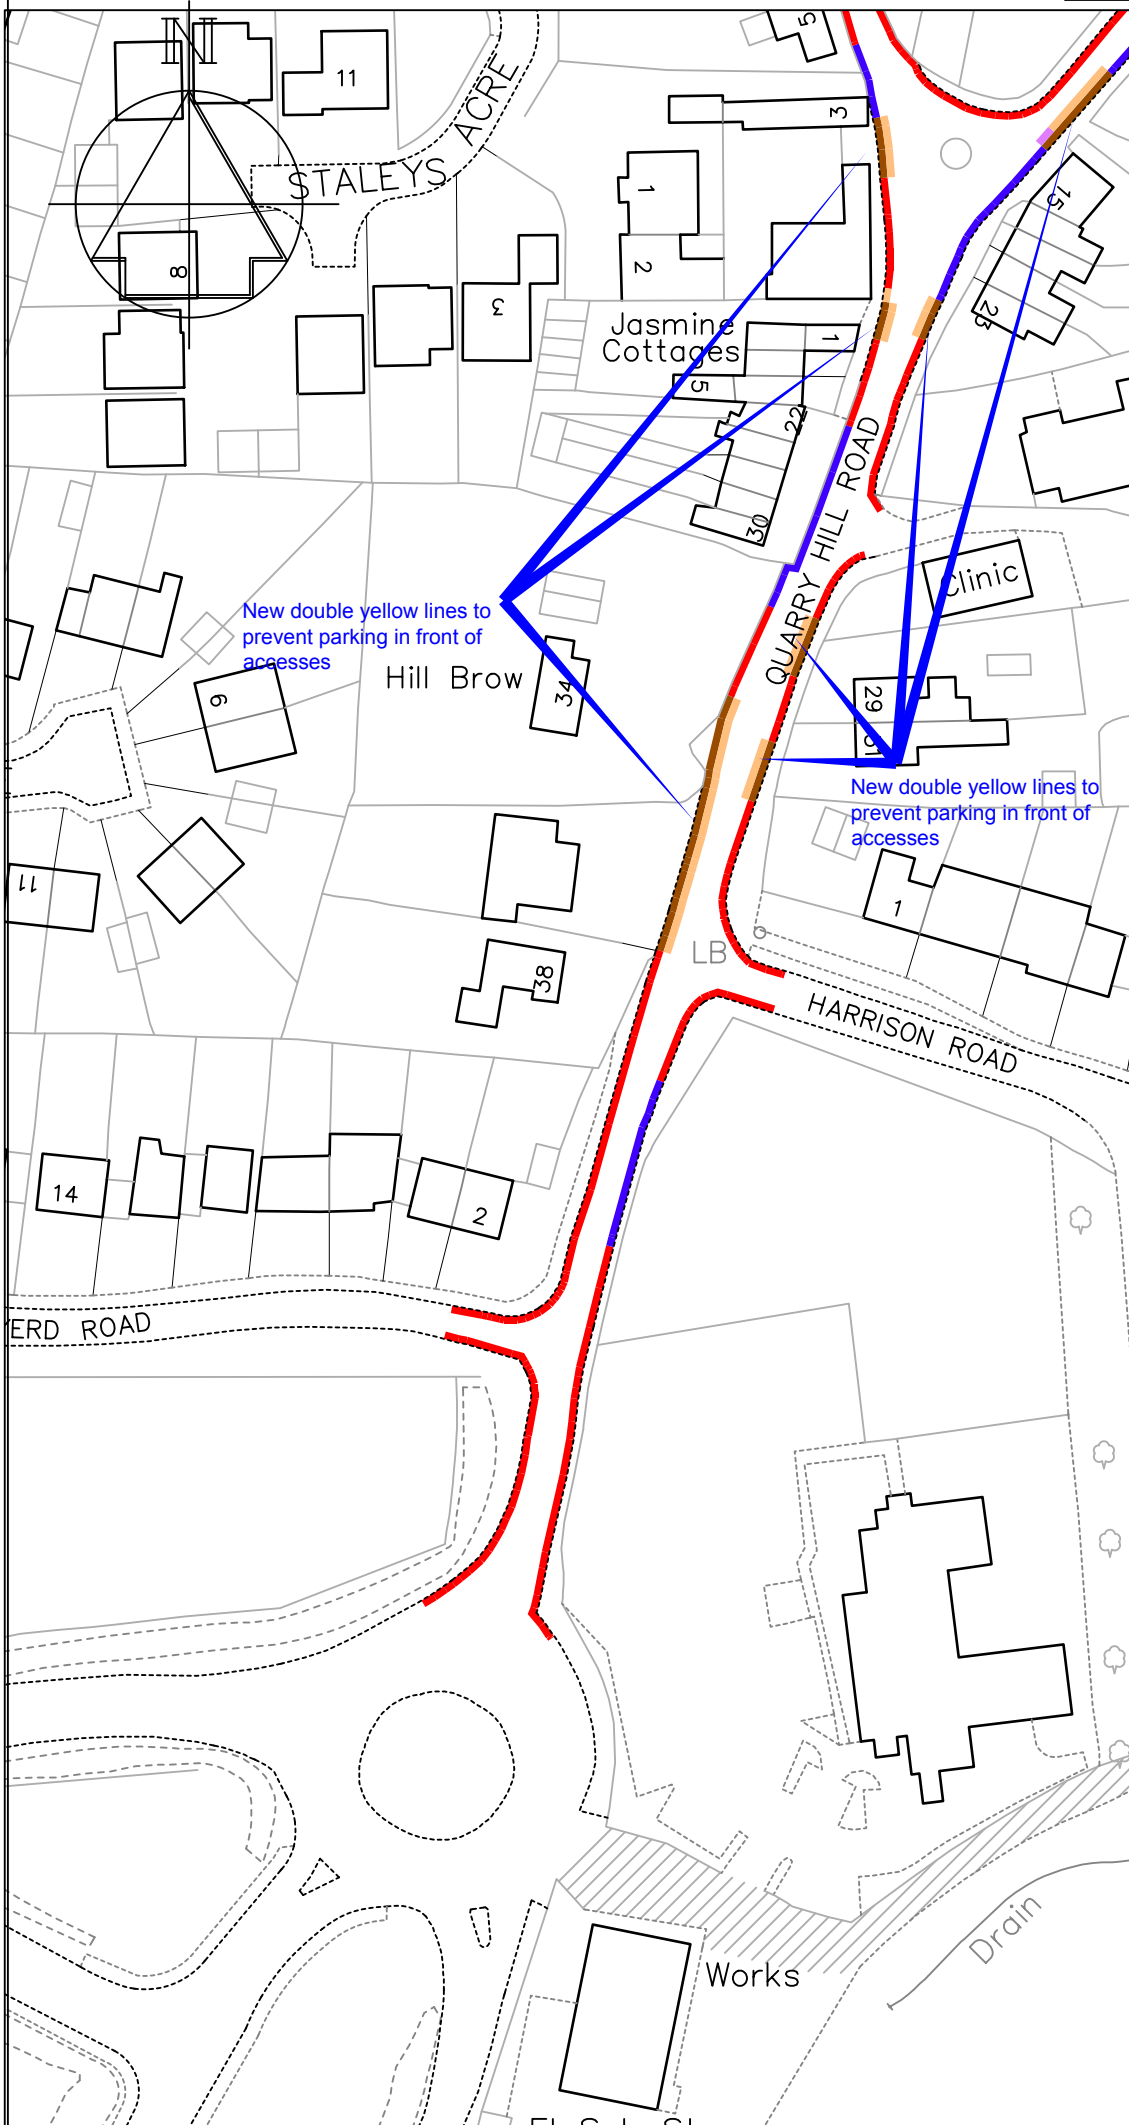 N
5
11
STALEYS ACRE
3
1
15
8
2
3
23
Jasmine
Cottages
1
5
22
QUARRY HILL ROAD
30
Clinic
New double yellow lines to
prevent parking in front of
accesses
Hill Brow
34
29
31
9
New double yellow lines to
prevent parking in front of
accesses
11
1
LB
38
HARRISON ROAD
14
2
ERD ROAD
Drain
Works